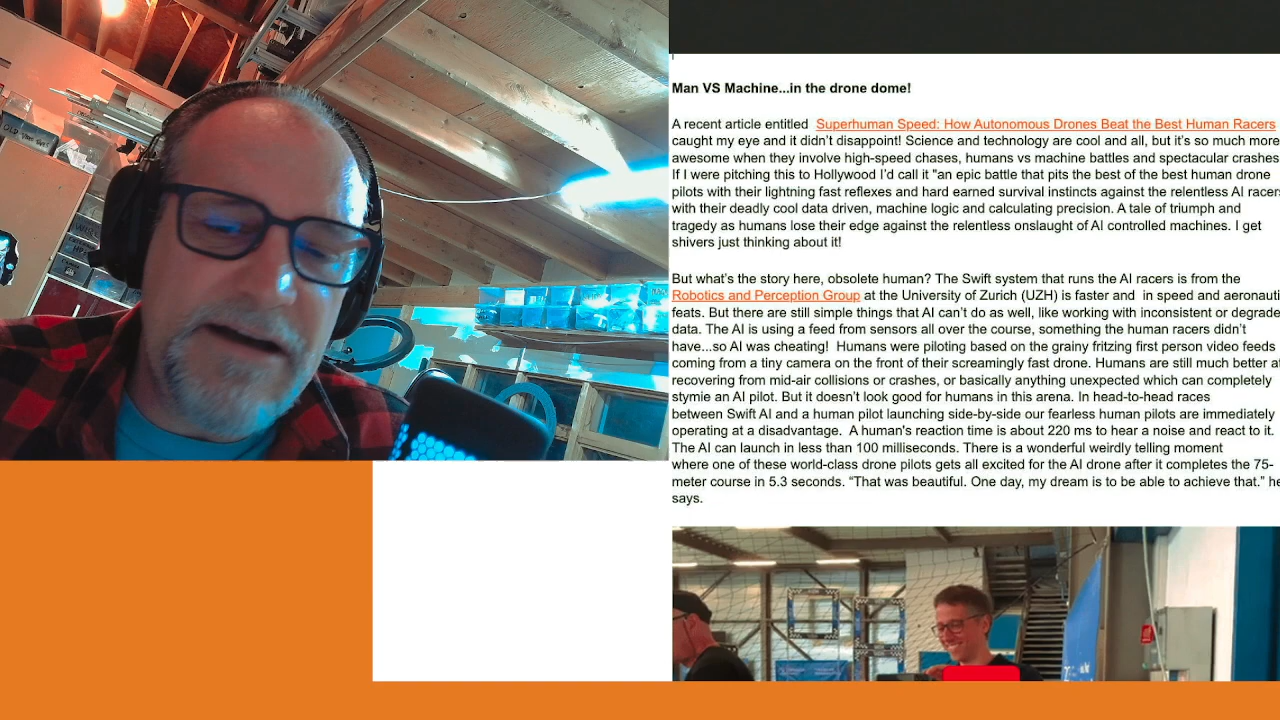 Man VS Machine...in the drone dome!
A recent article entitled Superhuman Speed: How Autonomous Drones Beat the Best Human Racers
caught my eye and it didn't disappoint! Science and technology are cool and all, but it's so much more
awesome when they involve high-speed chases, humans vs machine battles and spectacular crashes
If I were pitching this to Hollywood I'd call it "an epic battle that pits the best of the best human drone
pilots with their lightning fast reflexes and hard earned survival instincts against the relentless AI racers
with their deadly cool data driven, machine logic and calculating precision. A tale of triumph and
tragedy as humans lose their edge against the relentless onslaught of AI controlled machines. I get
shivers just thinking about it!
But what's the story here, obsolete human? The Swift system that runs the AI racers is from the
Robotics and Perception Group at the University of Zurich (UZH) is faster and in speed and aeronauti
feats. But there are still simple things that AI can't do as well, like working with inconsistent or degrade
data. The AI is using a feed from sensors all over the course, something the human racers didn't
have...so AI was cheating! Humans were piloting based on the grainy fritzing first person video feeds
coming from a tiny camera on the front of their screamingly fast drone. Humans are still much better at
recovering from mid-air collisions or crashes, or basically anything unexpected which can completely
stymie an AI pilot. But it doesn't look good for humans in this arena. In head-to-head races
between Swift AI and a human pilot launching side-by-side our fearless human pilots are immediately
operating at a disadvantage. A human's reaction time is about 220 ms to hear a noise and react to it.
The AI can launch in less than 100 milliseconds. There is a wonderful weirdly telling moment
where one of these world-class drone pilots gets all excited for the AI drone after it completes the 75-
meter course in 5.3 seconds. “That was beautiful. One day, my dream is to be able to achieve that.” he
says.